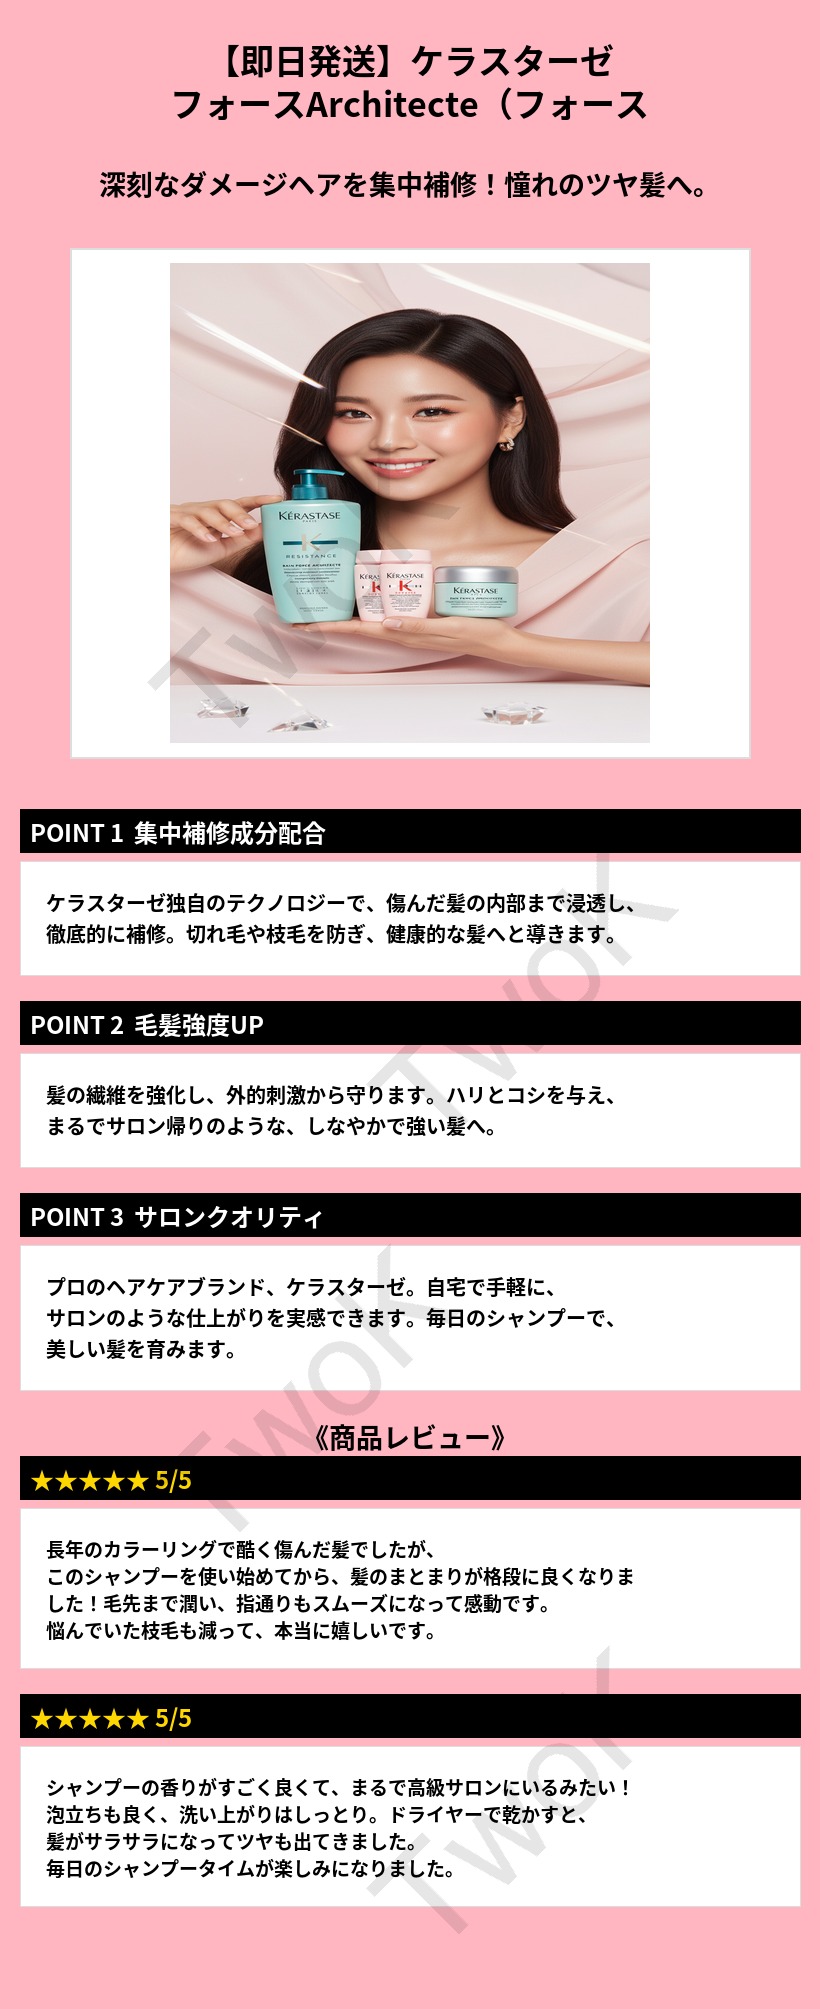 【即日発送】ケラスターゼ
フォースArchitecte（フォース
深刻なダメージヘアを集中補修！憧れのツヤ髪へ。
KÉRASTASE
PARIS
K
RESISTANCE
BAIN FORCE ARCHITECTE
KÉRAS
KÉRASTASE
K
KÉRASTASE
TwoK
POINT 1 集中補修成分配合
ケラスターゼ独自のテクノロジーで、傷んだ髪の内部まで浸透し、
徹底的に補修。切れ毛や枝毛を防ぎ、健康的な髪へと導きます。
TwoK
POINT 2 毛髪強度UP
髪の繊維を強化し、外的刺激から守ります。ハリとコシを与え、
まるでサロン帰りのような、しなやかで強い髪へ。
POINT 3 サロンクオリティ
プロのヘアケアブランド、ケラスターゼ。自宅で手軽に、
サロンのような仕上がりを実感できます。毎日のシャンプーで、
美しい髪を育みます。
TwoK
《商品レビュー》
★★★★★ 5/5
長年のカラーリングで酷く傷んだ髪でしたが、
このシャンプーを使い始めてから、髪のまとまりが格段に良くなりま
した！毛先まで潤い、指通りもスムーズになって感動です。
悩んでいた枝毛も減って、本当に嬉しいです。
★★★★★ 5/5
シャンプーの香りがすごく良くて、まるで高級サロンにいるみたい！
泡立ちも良く、洗い上がりはしっとり。ドライヤーで乾かすと、
髪がサラサラになってツヤも出てきました。
毎日のシャンプータイムが楽しみになりました。
TwoK